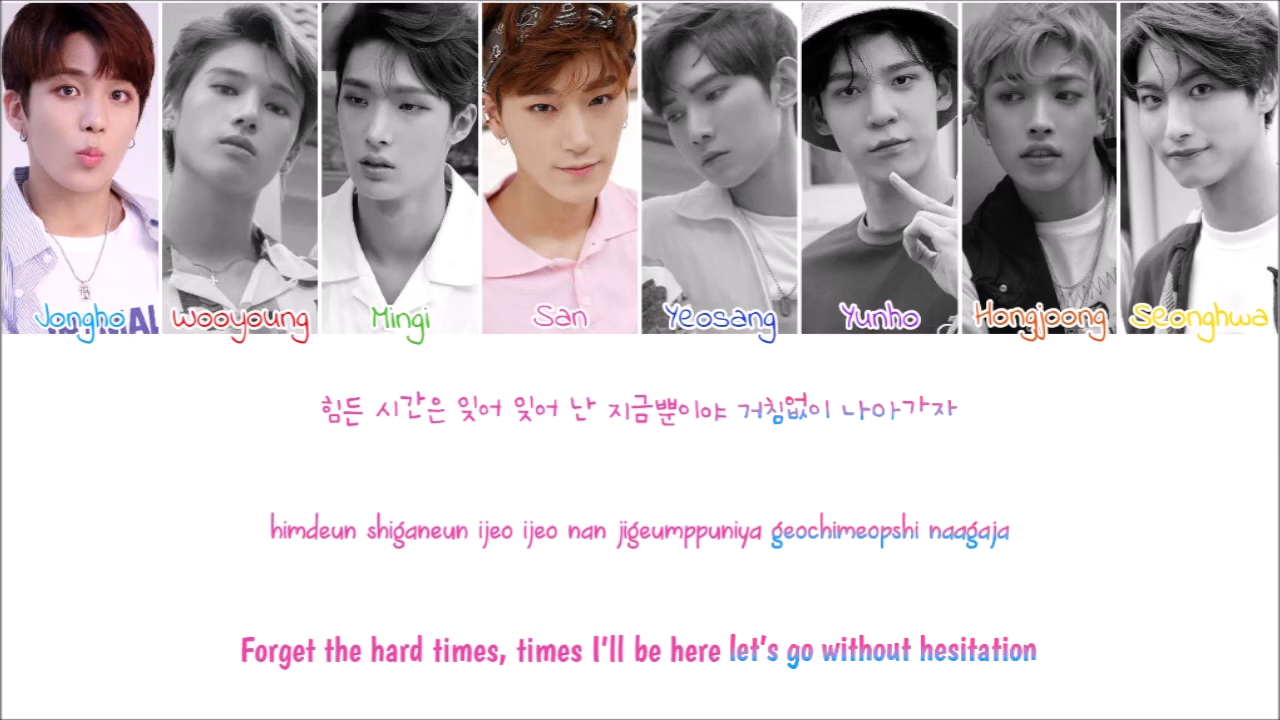 Jongho Wooyoung Mingi San Yeosang Yunho Hongjoong Seonghwa
힘든 시간은 잊어 잊어 난 지금뿐이야 거침없이 나아가자
himdeun shiganeun ijeo ijeo nan jigeumppuniya geochimeopshi naagaja
Forget the hard times, times I'll be here let's go without hesitation